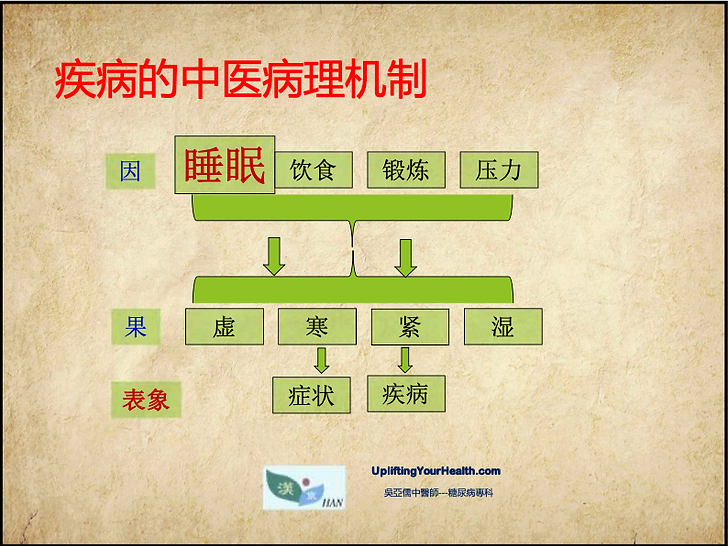 疾病的中医病理机制
因 睡眠 饮食 锻炼 压力
果 虚 寒 紧 湿
表象 症状 疾病
漢 HAN
UpliftingYourHealth.com
吳亞儒中醫師---糖尿病專科